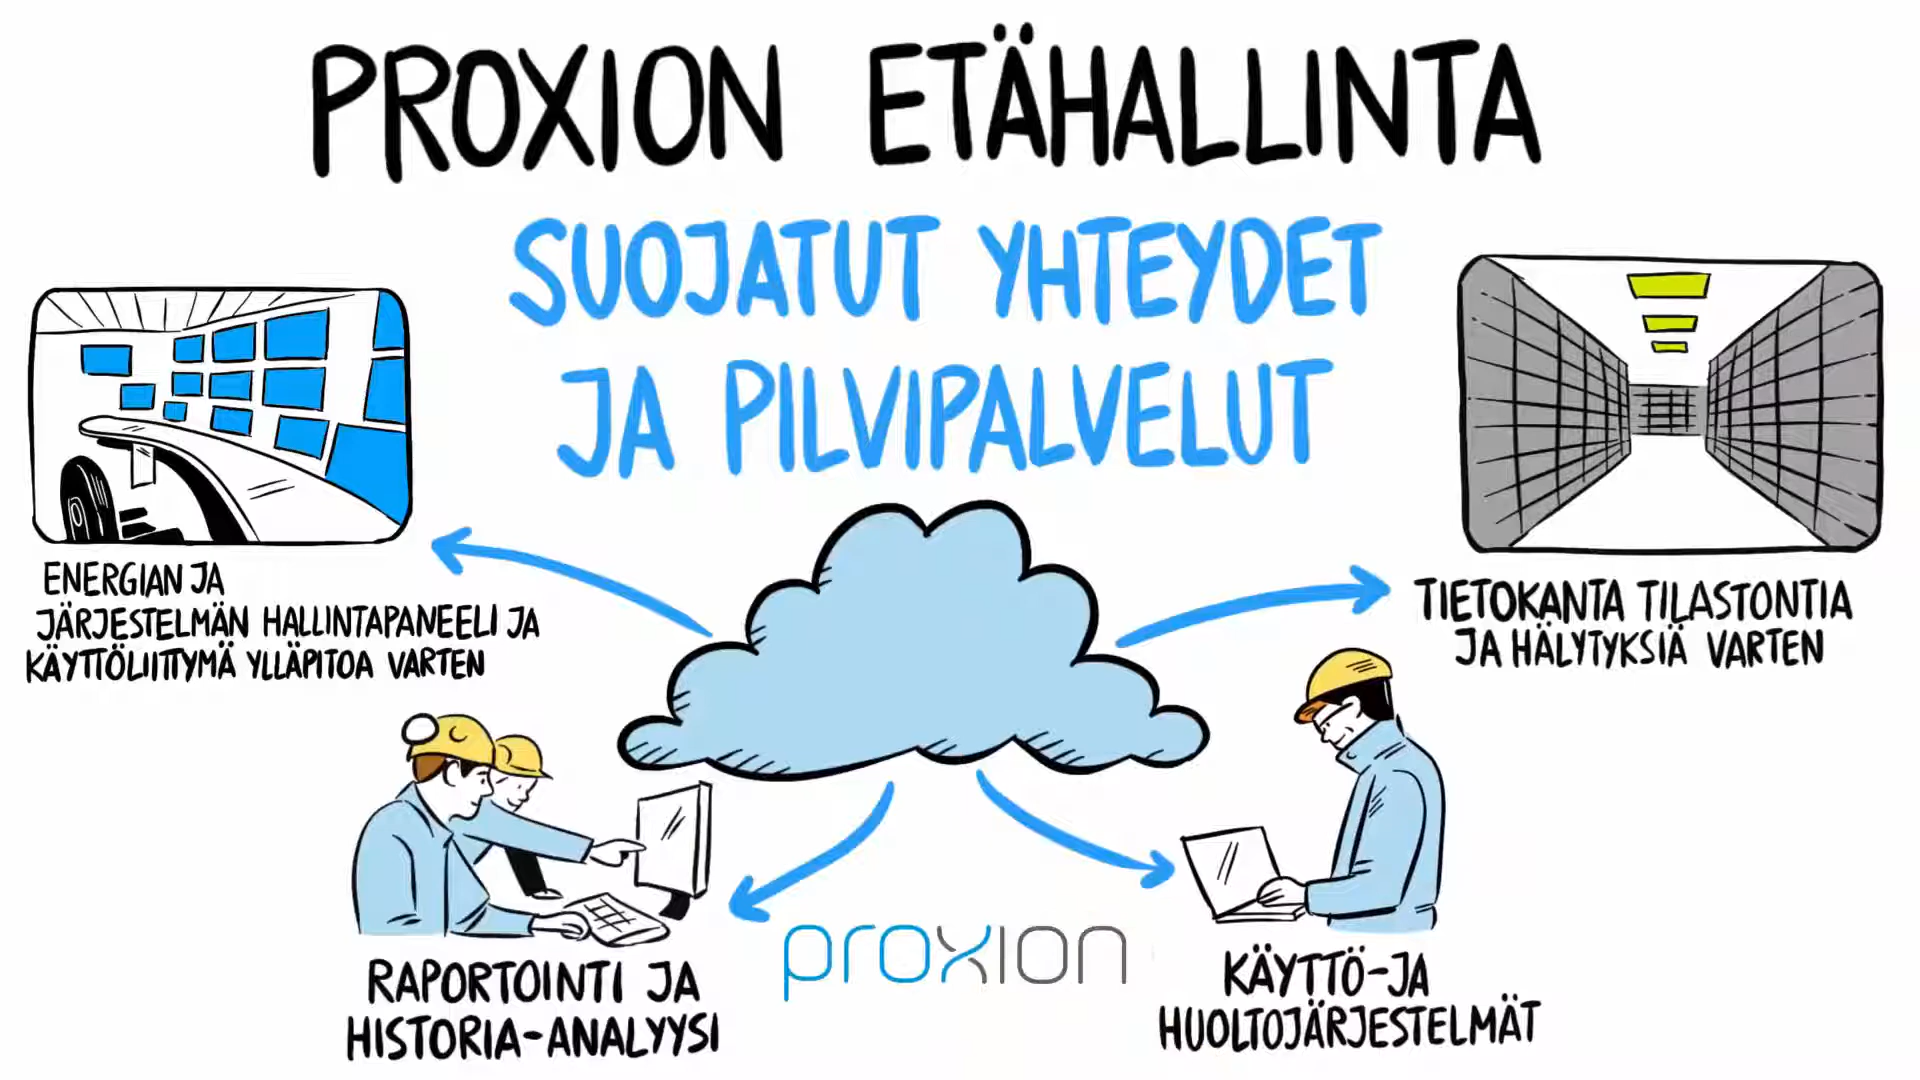 PROXION ETÄHALLINTA
SUOJATUT YHTEYDET
JA PILVIPALVELUT
ENERGIAN JA
JÄRJESTELMÄN HALLINTAPANEELI JA
KÄYTTÖLIITTYMÄ YLLÄPITOA VARTEN
TIETOKANTA TILASTONTIA
JA HÄLYTYKSIÄ VARTEN
RAPORTOINTI JA
HISTORIA-ANALYYSI
proxion
KÄYTTÖ-JA
HUOLTOJÄRJESTELMÄT